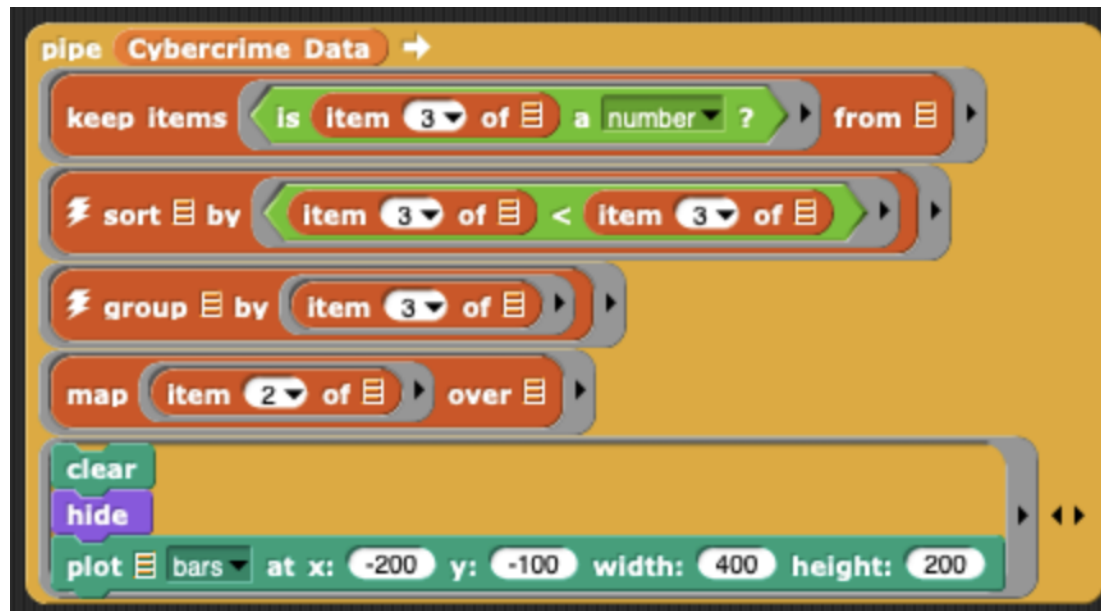 pipe Cybercrime Data
keep items is item 3 of a number ? from
sort by item 3 of < item 3 of
group by item 3 of
map item 2 of over
clear
hide
plot bars at x: -200 y: -100 width: 400 height: 200